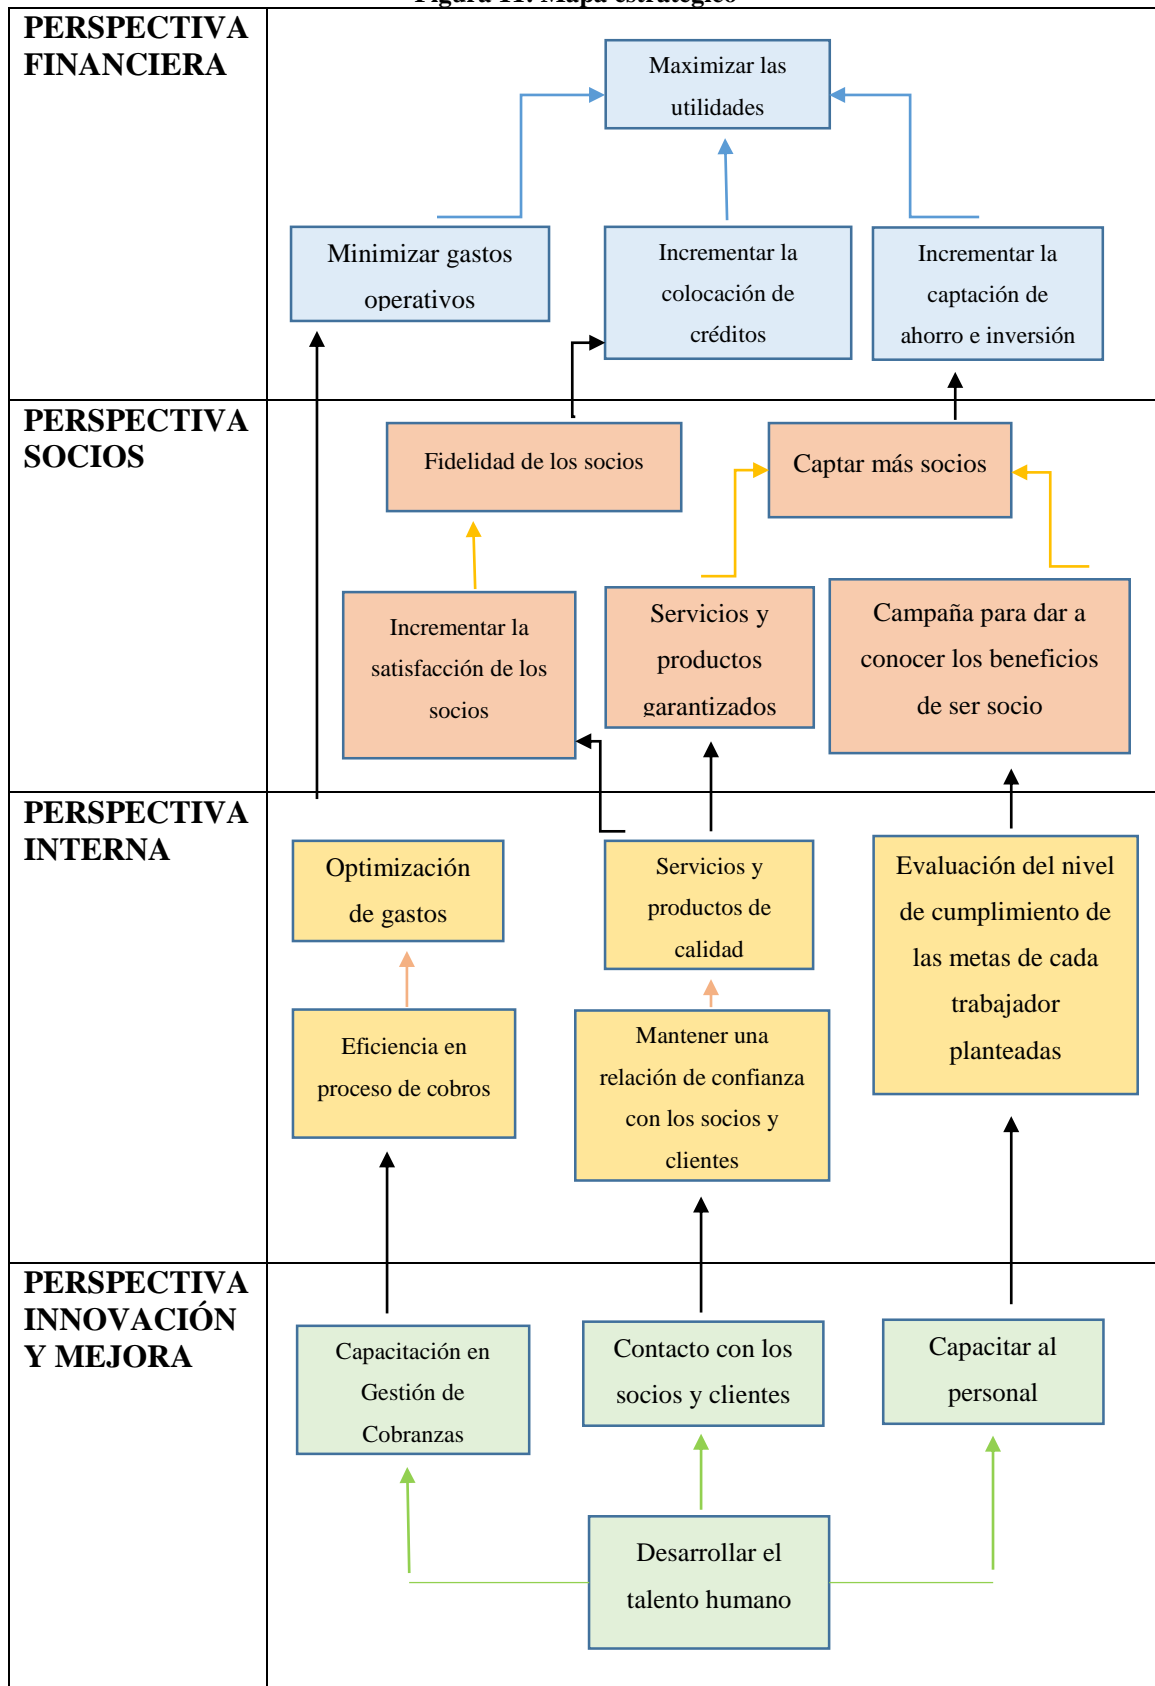 Figura 11. Mapa estratégico
PERSPECTIVA
FINANCIERA
Maximizar las
utilidades
Minimizar gastos
operativos
Incrementar la
colocación de
créditos
Incrementar la
captación de
ahorro e inversión
PERSPECTIVA
SOCIOS
Fidelidad de los socios
Captar más socios
Incrementar la
satisfacción de los
socios
Servicios y
productos
garantizados
Campaña para dar a
conocer los beneficios
de ser socio
PERSPECTIVA
INTERNA
Optimización
de gastos
Servicios y
productos de
calidad
Evaluación del nivel
de cumplimiento de
las metas de cada
trabajador
planteadas
Eficiencia en
proceso de cobros
Mantener una
relación de confianza
con los socios y
clientes
PERSPECTIVA
INNOVACIÓN
Y MEJORA
Capacitación en
Gestión de
Cobranzas
Contacto con los
socios y clientes
Capacitar al
personal
Desarrollar el
talento humano